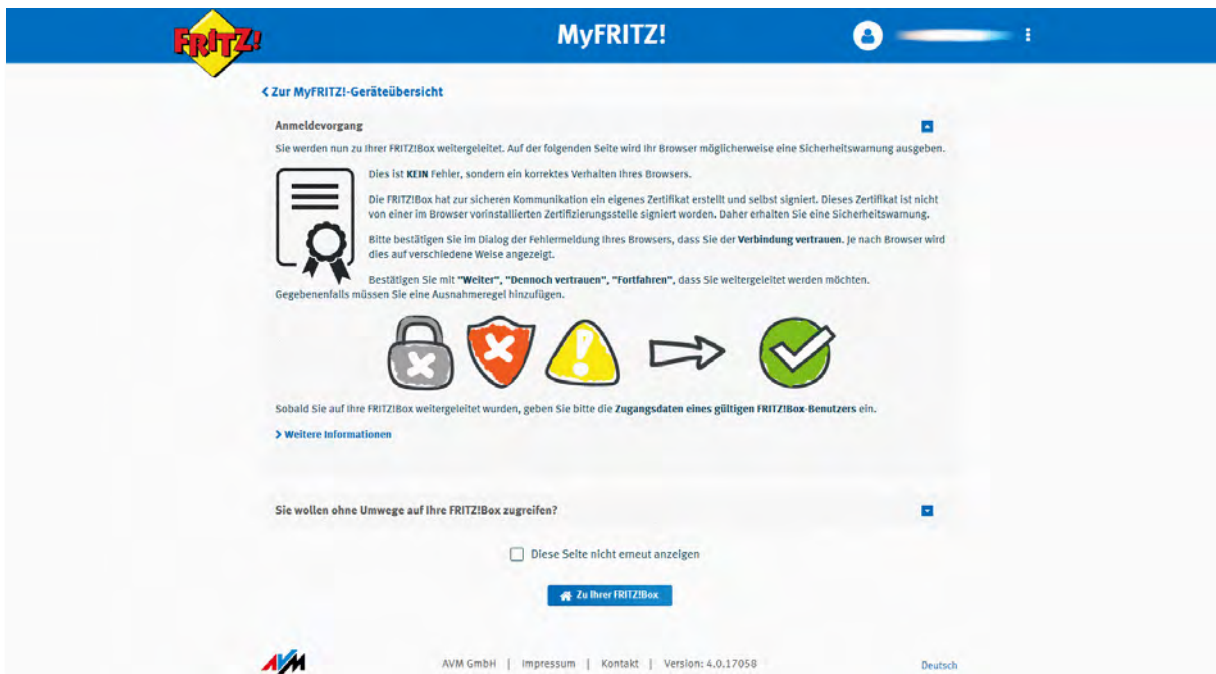 FRITZ!
MyFRITZ!
Zur MyFRITZ!-Geräteübersicht
Anmeldevorgang
Sie werden nun zu Ihrer FRITZ!Box weitergeleitet. Auf der folgenden Seite wird Ihr Browser möglicherweise eine Sicherheitswarnung ausgeben.
Dies ist KEIN Fehler, sondern ein korrektes Verhalten Ihres Browsers.
Die FRITZ!Box hat zur sicheren Kommunikation ein eigenes Zertifikat erstellt und selbst signiert. Dieses Zertifikat ist nicht
von einer im Browser vorinstallierten Zertifizierungsstelle signiert worden. Daher erhalten Sie eine Sicherheitswarnung.
Bitte bestätigen Sie im Dialog der Fehlermeldung Ihres Browsers, dass Sie der Verbindung vertrauen. Je nach Browser wird
dies auf verschiedene Weise angezeigt.
Bestätigen Sie mit "Weiter", "Dennoch vertrauen", "Fortfahren", dass Sie weitergeleitet werden möchten.
Gegebenenfalls müssen Sie eine Ausnahmeregel hinzufügen.
Sobald Sie auf Ihre FRITZ!Box weitergeleitet wurden, geben Sie bitte die Zugangsdaten eines gültigen FRITZ!Box-Benutzers ein.
Weitere Informationen
Sie wollen ohne Umwege auf Ihre FRITZ!Box zugreifen?
Diese Seite nicht erneut anzeigen
Zu Ihrer FRITZ!Box
AVM
AVM GmbH | Impressum | Kontakt | Version: 4.0.17058
Deutsch